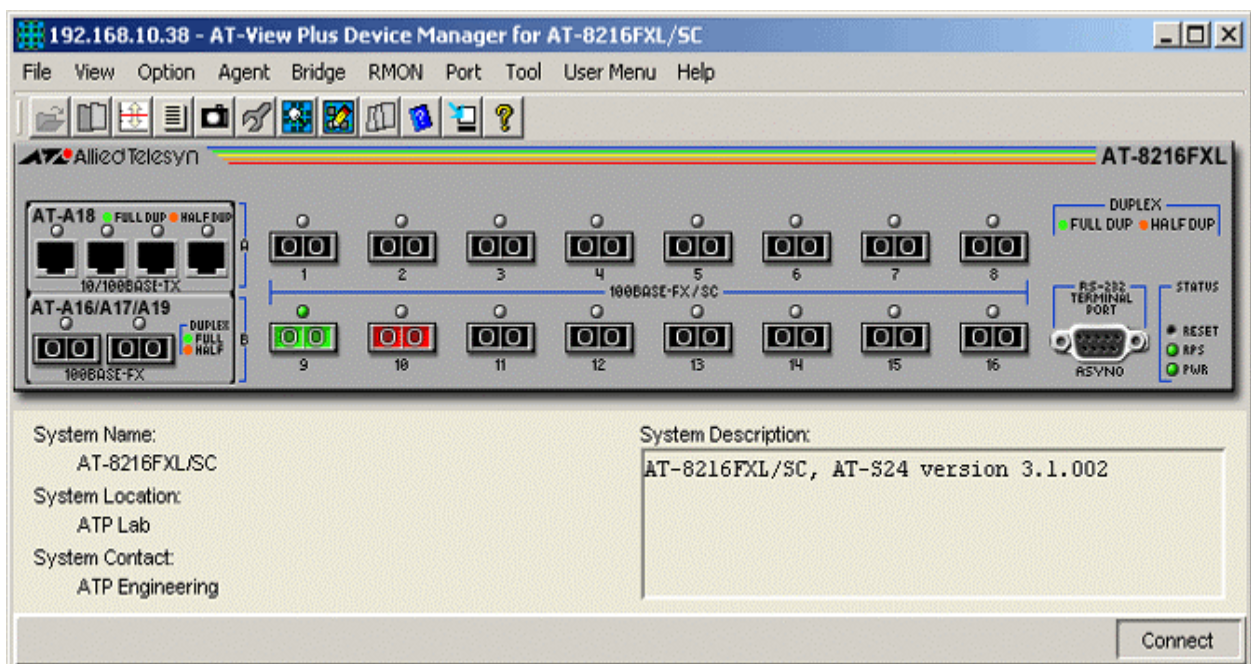 192.168.10.38 - AT-View Plus Device Manager for AT-8216FXL/SC
File View Option Agent Bridge RMON Port Tool User Menu Help
Allied Telesyn
AT-8216FXL
AT-A18 FULL DUP HALF DUP
10/100BASE-TX
A
1 2 3 4 5 6 7 8
100BASE-FX/SC
DUPLEX
FULL DUP HALF DUP
AT-A16/A17/A19
DUPLEX
FULL
HALF
100BASE-FX
B
9 10 11 12 13 14 15 16
RS-232
TERMINAL
PORT
ASYNO
STATUS
RESET
RPS
PWR
System Name:
AT-8216FXL/SC
System Location:
ATP Lab
System Contact:
ATP Engineering
System Description:
AT-8216FXL/SC, AT-S24 version 3.1.002
Connect